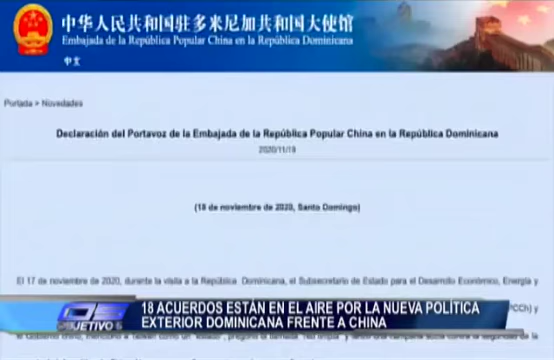 中华人民共和国驻多米尼加共和国大使馆
Embajada de la República Popular China en la República Dominicana
中文
Portada > Novedades
Declaración del Portavoz de la Embajada de la República Popular China en la República Dominicana
2020/11/18
(18 de noviembre de 2020, Santo Domingo)
El 17 de noviembre de 2020, durante la visita a la República Dominicana, el Subsecretario de Estado para el Desarrollo Económico, Energía y
PCCh) y
18 ACUERDOS ESTÁN EN EL AIRE POR LA NUEVA POLÍTICA
EXTERIOR DOMINICANA FRENTE A CHINA
OBJETIVO 5